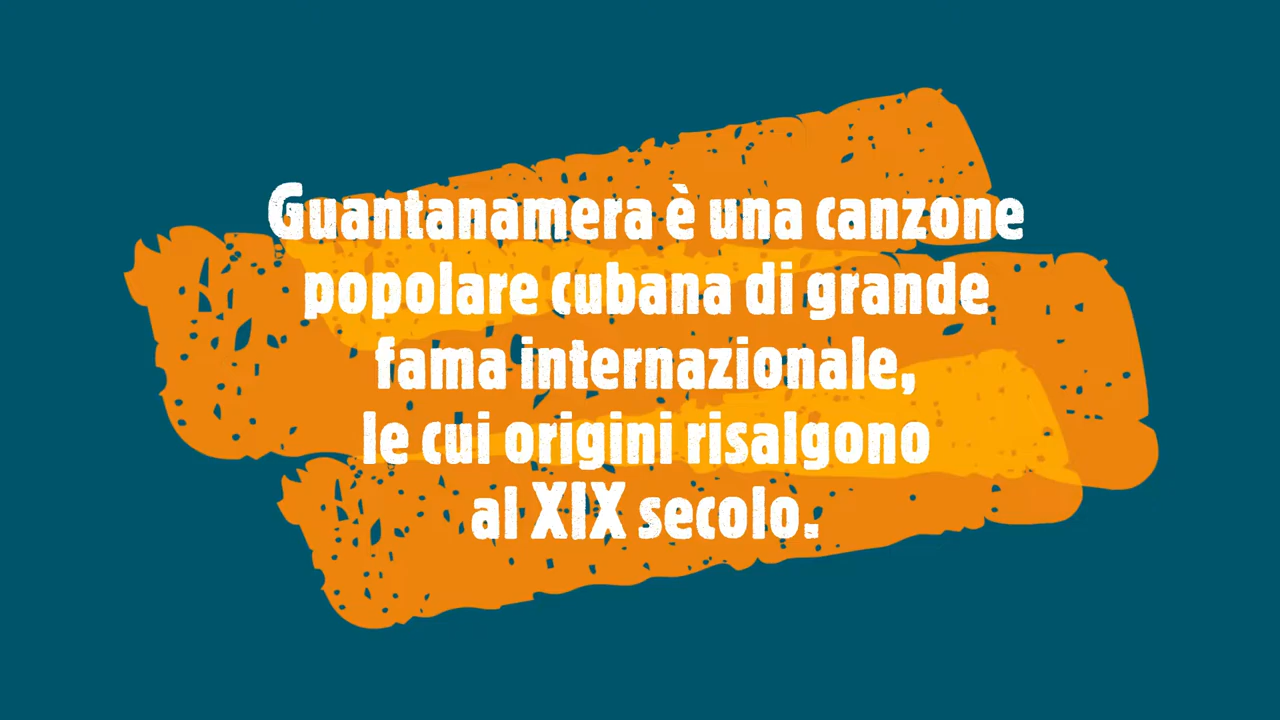 Guantanamera è una canzone
popolare cubana di grande
fama internazionale,
le cui origini risalgono
al XIX secolo.